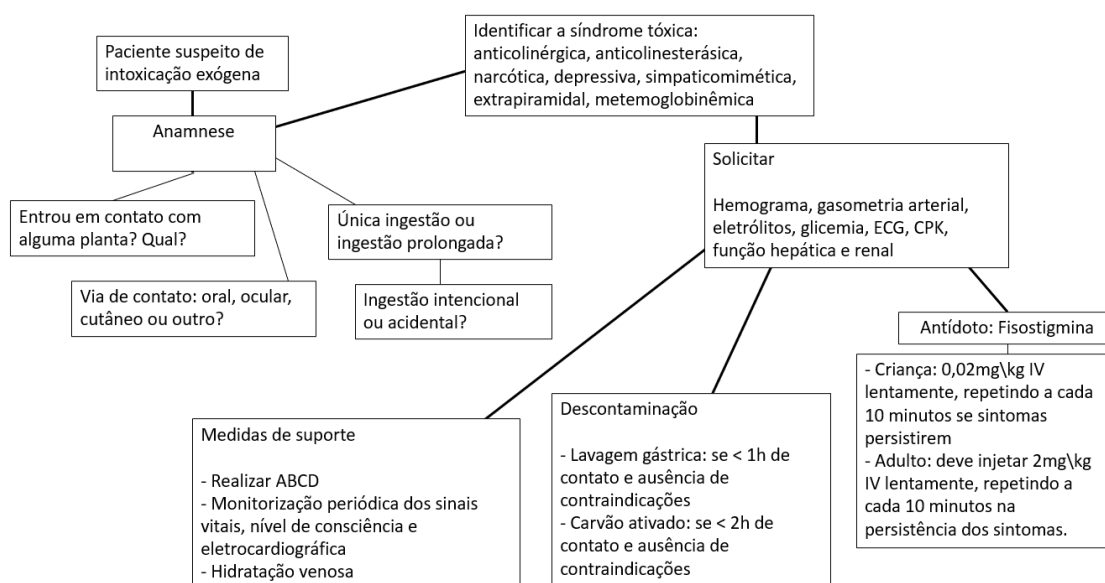 Paciente suspeito de
intoxicação exógena
Identificar a síndrome tóxica:
anticolinérgica, anticolinesterásica,
narcótica, depressiva, simpaticomimética,
extrapiramidal, metemoglobinêmica
Anamnese
Solicitar
Hemograma, gasometria arterial,
eletrólitos, glicemia, ECG, CPK,
função hepática e renal
Entrou em contato com
alguma planta? Qual?
Única ingestão ou
ingestão prolongada?
Via de contato: oral, ocular,
cutâneo ou outro?
Ingestão intencional
ou acidental?
Antídoto: Fisostigmina
- Criança: 0,02mg\kg IV
lentamente, repetindo a cada
10 minutos se sintomas
persistirem
- Adulto: deve injetar 2mg\kg
IV lentamente, repetindo a
cada 10 minutos na
persistência dos sintomas.
Medidas de suporte
- Realizar ABCD
- Monitorização periódica dos sinais
vitais, nível de consciência e
eletrocardiográfica
- Hidratação venosa
Descontaminação
- Lavagem gástrica: se < 1h de
contato e ausência de
contraindicações
- Carvão ativado: se < 2h de
contato e ausência de
contraindicações